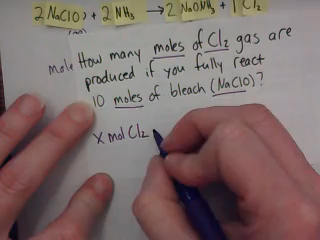 2 NaClO + 2 NH₃ → 2 NaONH₃ + 1 Cl₂
mole
How many moles of Cl₂ gas are
produced if you fully react
10 moles of bleach (NaClO)?
X mol Cl₂